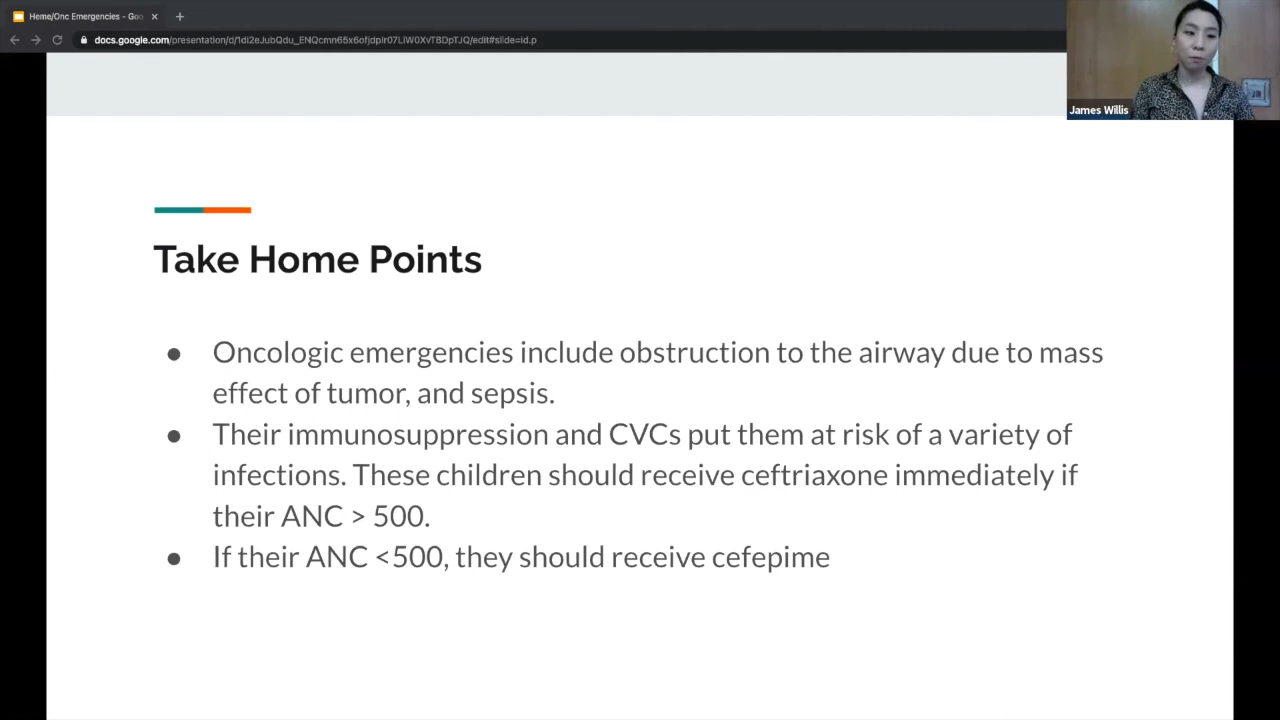 Heme/Onc Emergencies - Goo
docs.google.com/presentation/d/1di2eJubQdu_ENQcmn65x6ofjdpIr07LIW0XvTBDpTJQ/edit#slide=id.p
James Willis
Take Home Points
● Oncologic emergencies include obstruction to the airway due to mass
effect of tumor, and sepsis.
● Their immunosuppression and CVCs put them at risk of a variety of
infections. These children should receive ceftriaxone immediately if
their ANC > 500.
● If their ANC <500, they should receive cefepime